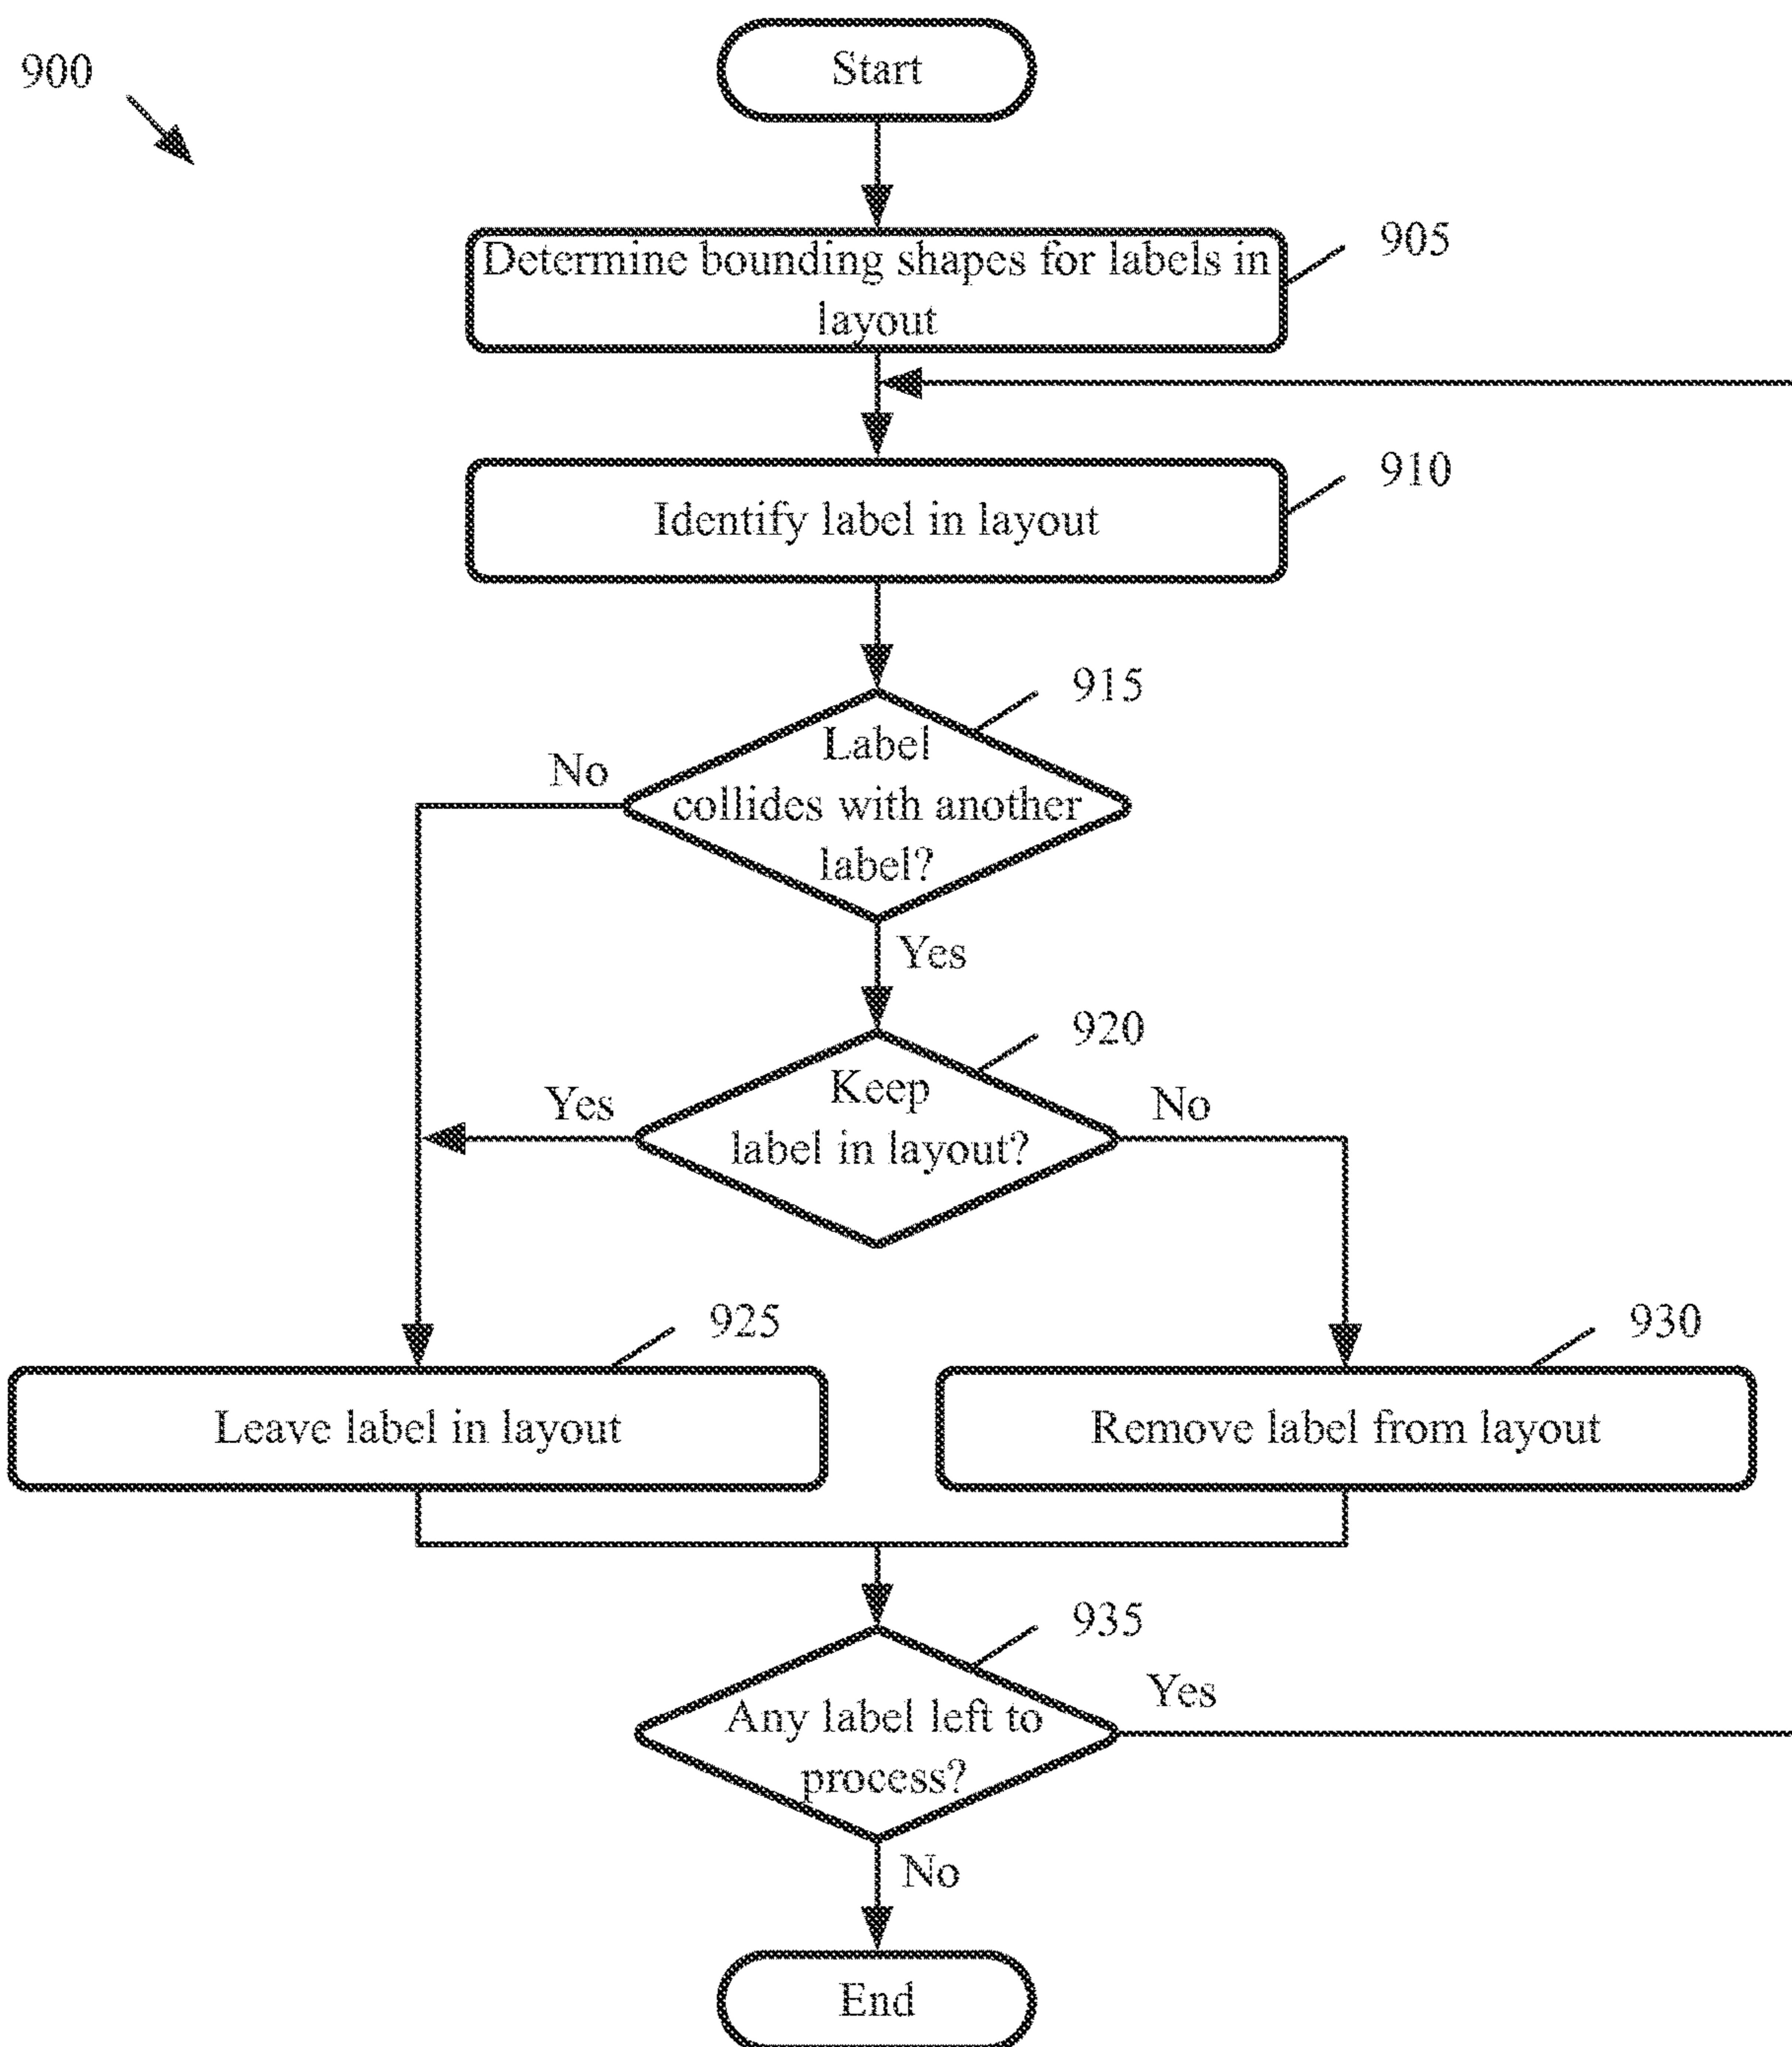 900
Start
Determine bounding shapes for labels in
layout
905
Identify label in layout
910
915
Label
collides with another
label?
No
Yes
920
Keep
label in layout?
Yes
No
925
Leave label in layout
930
Remove label from layout
935
Any label left to
process?
Yes
No
End